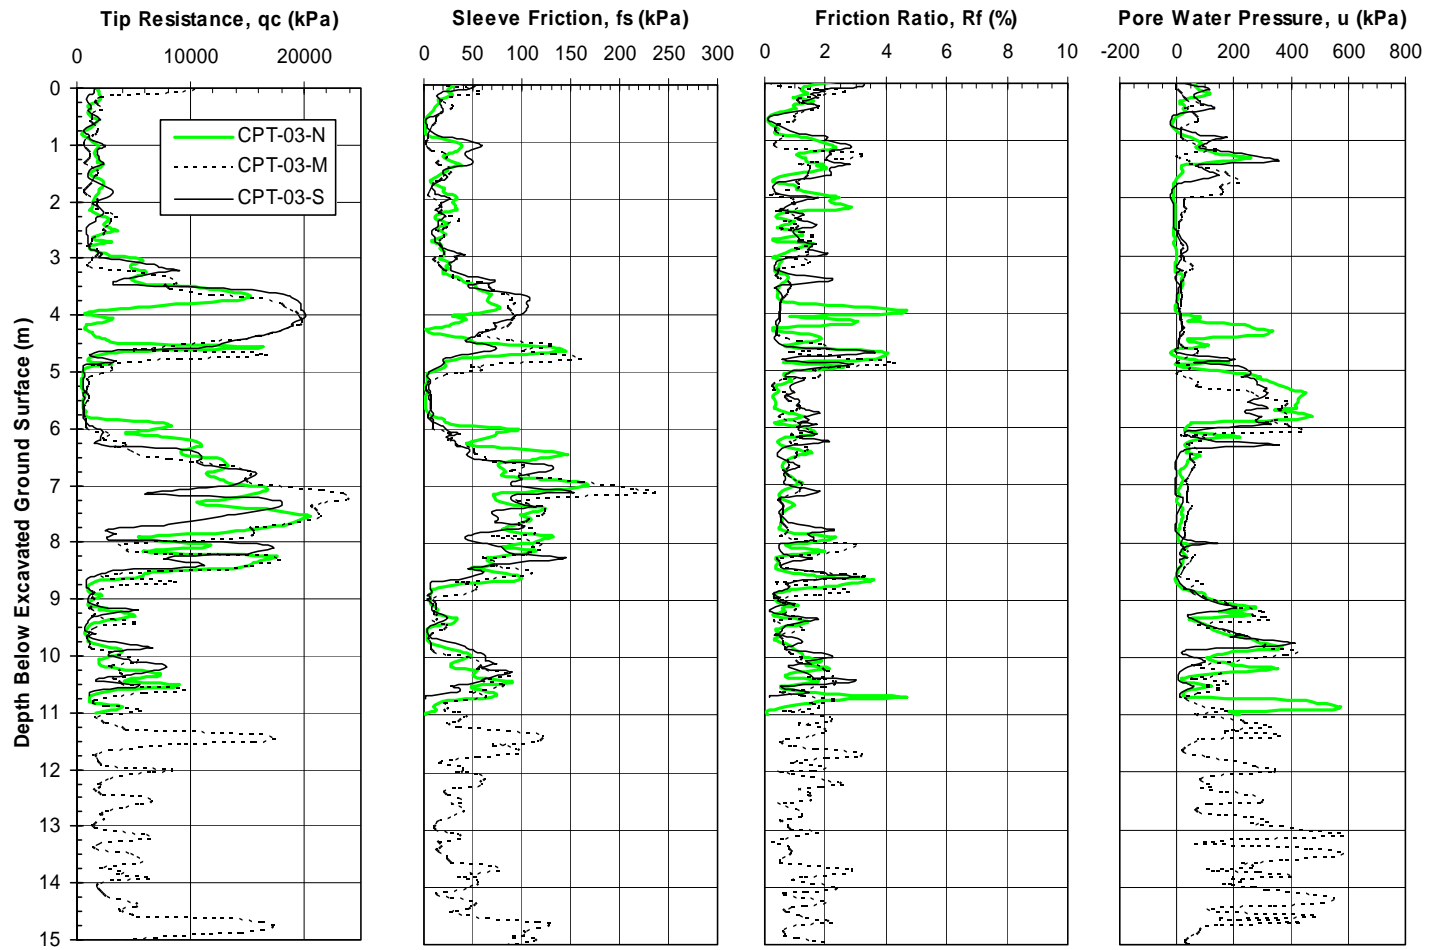 Tip Resistance, qc (kPa)
Sleeve Friction, fs (kPa)
Friction Ratio, Rf (%)
Pore Water Pressure, u (kPa)
0 10000 20000
0 50 100 150 200 250 300
0 2 4 6 8 10
-200 0 200 400 600 800
CPT-03-N
CPT-03-M
CPT-03-S
Depth Below Excavated Ground Surface (m)
0
1
2
3
4
5
6
7
8
9
10
11
12
13
14
15